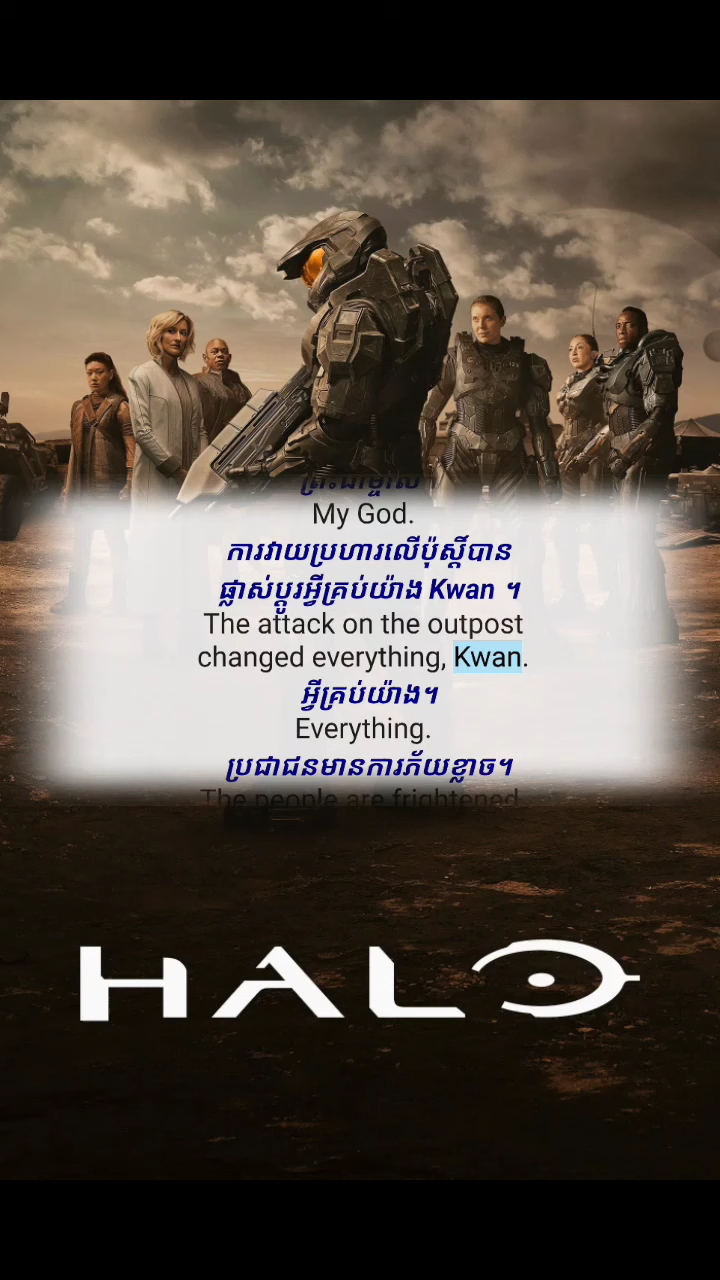 My God.
ការវាយប្រហារលើប៉ុស្តិ៍បាន
ផ្លាស់ប្តូរអ្វីគ្រប់យ៉ាង Kwan ។
The attack on the outpost
changed everything, Kwan.
អ្វីគ្រប់យ៉ាង។
Everything.
ប្រជាជនមានការភ័យខ្លាច។
The people are frightened
HALO